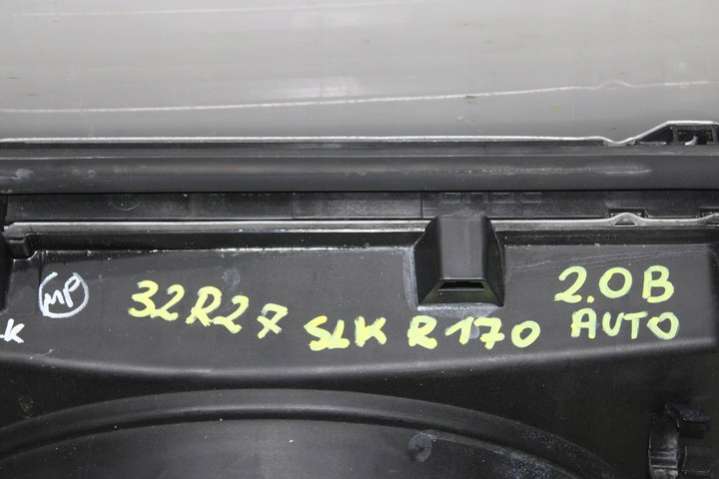 MP
32R27 SLK R170
2.0B
AUTO